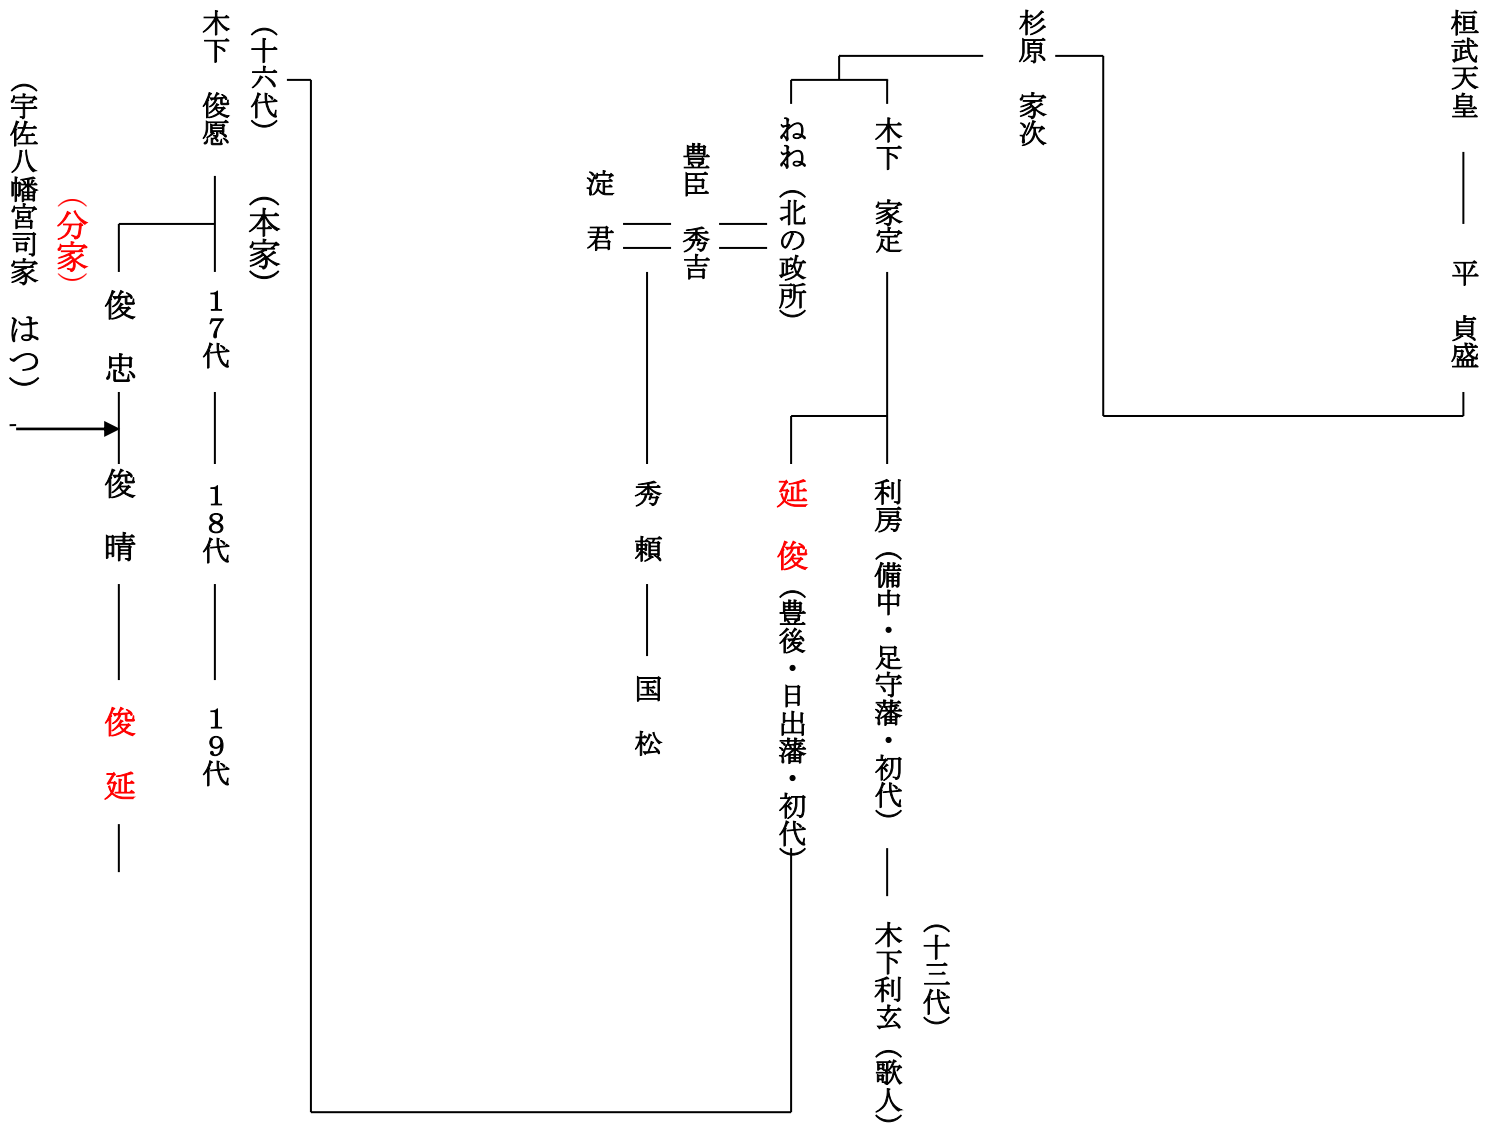 桓武天皇
平　貞盛
杉原　家次
（十三代）
木下　家定
利房（備中・足守藩・初代）
木下利玄（歌人）
ねね（北の政所）
延　俊（豊後・日出藩・初代）
豊臣　秀吉
秀　頼
国　松
淀　君
（十六代）
（本家）
木下　俊愿
１７代
１８代
１９代
俊　忠
俊　晴
俊　延
（分家）
（宇佐八幡宮司家　はつ）